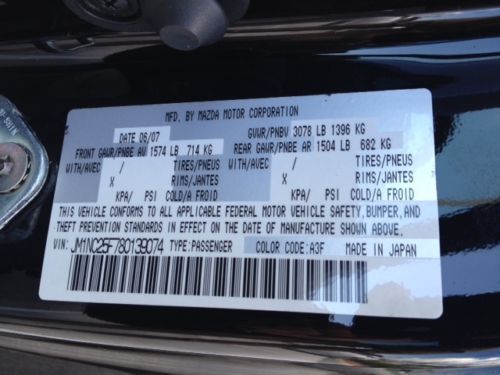 MFD. BY MAZDA MOTOR CORPORATION
DATE 06/07 GVWR/PNBV 3078 LB 1396 KG
FRONT GAWR/PNBE AV 1574 LB 714 KG REAR GAWR/PNBE AR 1504 LB 682 KG
WITH/AVEC / TIRES/PNEUS WITH/AVEC / TIRES/PNEUS
X RIMS/JANTES X RIMS/JANTES
KPA/ PSI COLD/A FROID KPA/ PSI COLD/A FROID
THIS VEHICLE CONFORMS TO ALL APPLICABLE FEDERAL MOTOR VEHICLE SAFETY, BUMPER, AND
THEFT PREVENTION STANDARDS IN EFFECT ON THE DATE OF MANUFACTURE SHOWN ABOVE.
VIN: JM1NC25F780139074 TYPE: PASSENGER COLOR CODE: A3F MADE IN JAPAN